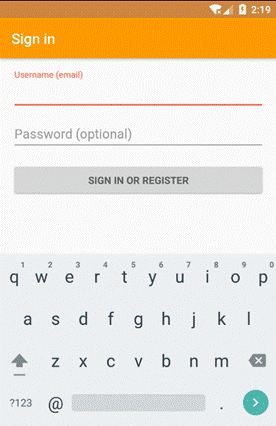 2:19
Sign in
Username (email)
Password (optional)
SIGN IN OR REGISTER
1 2 3 4 5 6 7 8 9 0
q w e r t y u i o p
a s d f g h j k l
z x c v b n m
?123 @ .